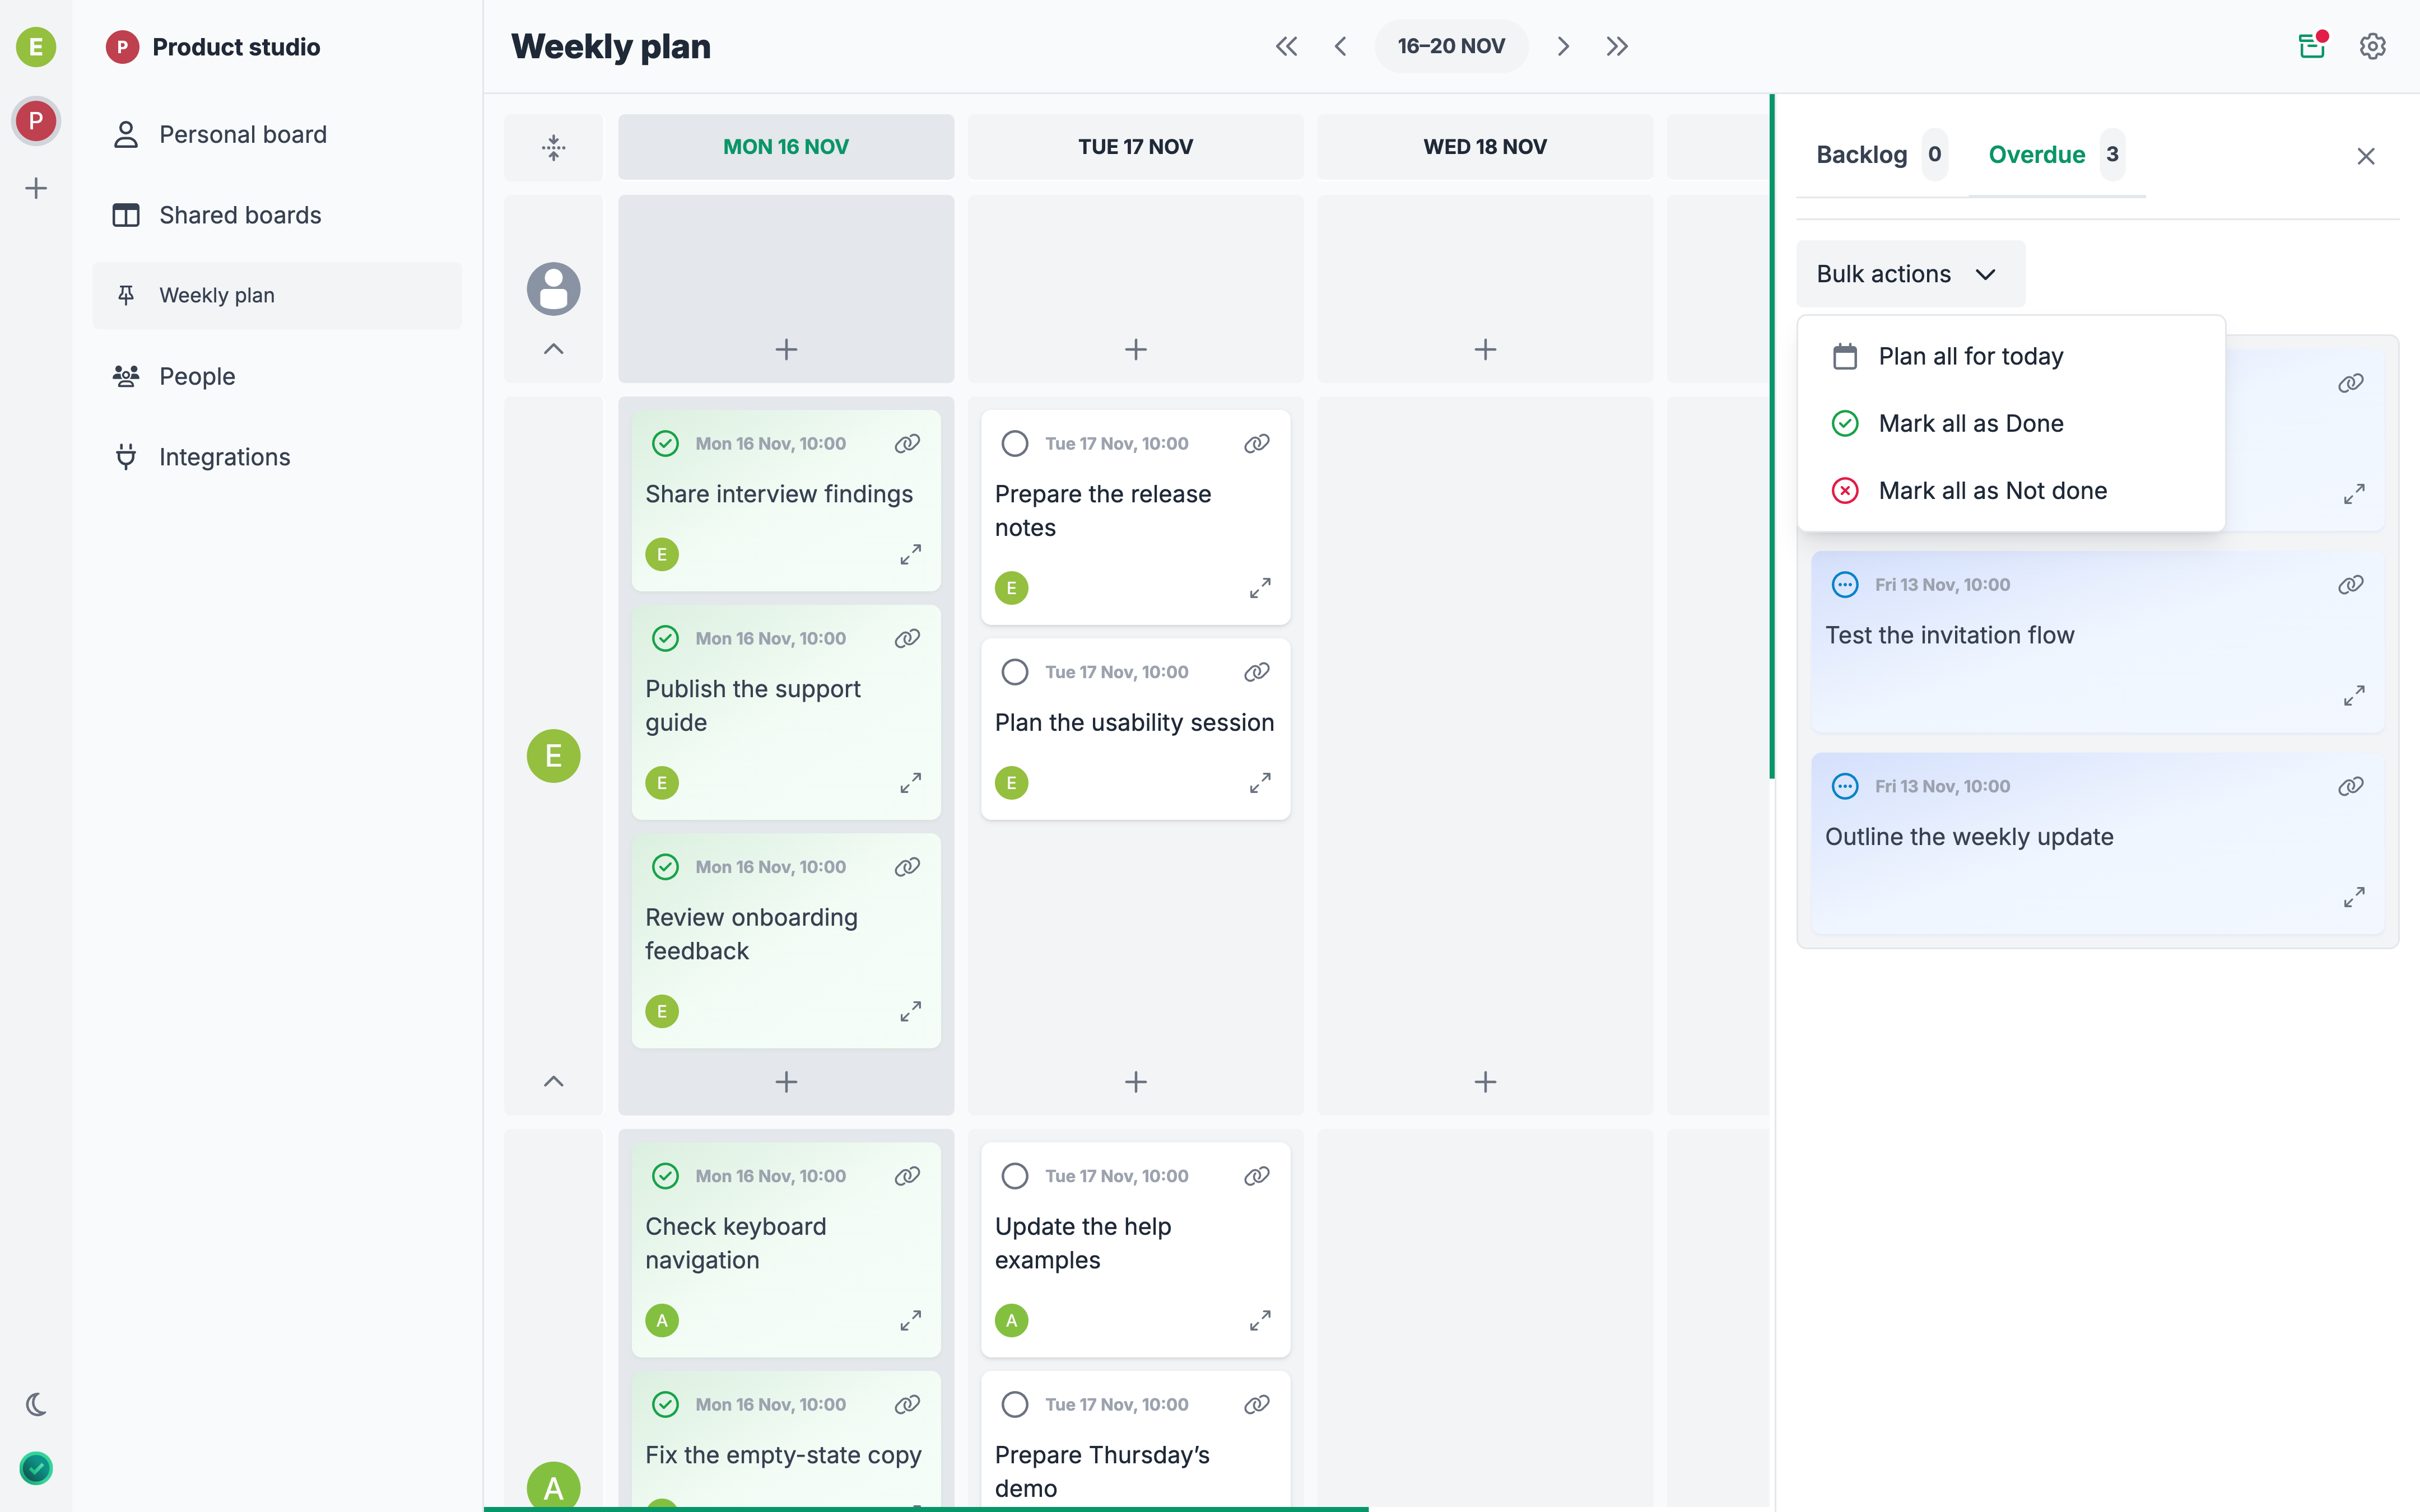 E
P
P
Product studio
Personal board
Shared boards
Weekly plan
People
Integrations
Weekly plan
16–20 NOV
MON 16 NOV
TUE 17 NOV
WED 18 NOV
E
Mon 16 Nov, 10:00
Share interview findings
E
Mon 16 Nov, 10:00
Publish the support
guide
E
Mon 16 Nov, 10:00
Review onboarding
feedback
E
Tue 17 Nov, 10:00
Prepare the release
notes
E
Tue 17 Nov, 10:00
Plan the usability session
E
A
Mon 16 Nov, 10:00
Check keyboard
navigation
A
Mon 16 Nov, 10:00
Fix the empty-state copy
Tue 17 Nov, 10:00
Update the help
examples
A
Tue 17 Nov, 10:00
Prepare Thursday’s
demo
Backlog 0
Overdue 3
Bulk actions
Plan all for today
Mark all as Done
Mark all as Not done
Fri 13 Nov, 10:00
Test the invitation flow
Fri 13 Nov, 10:00
Outline the weekly update